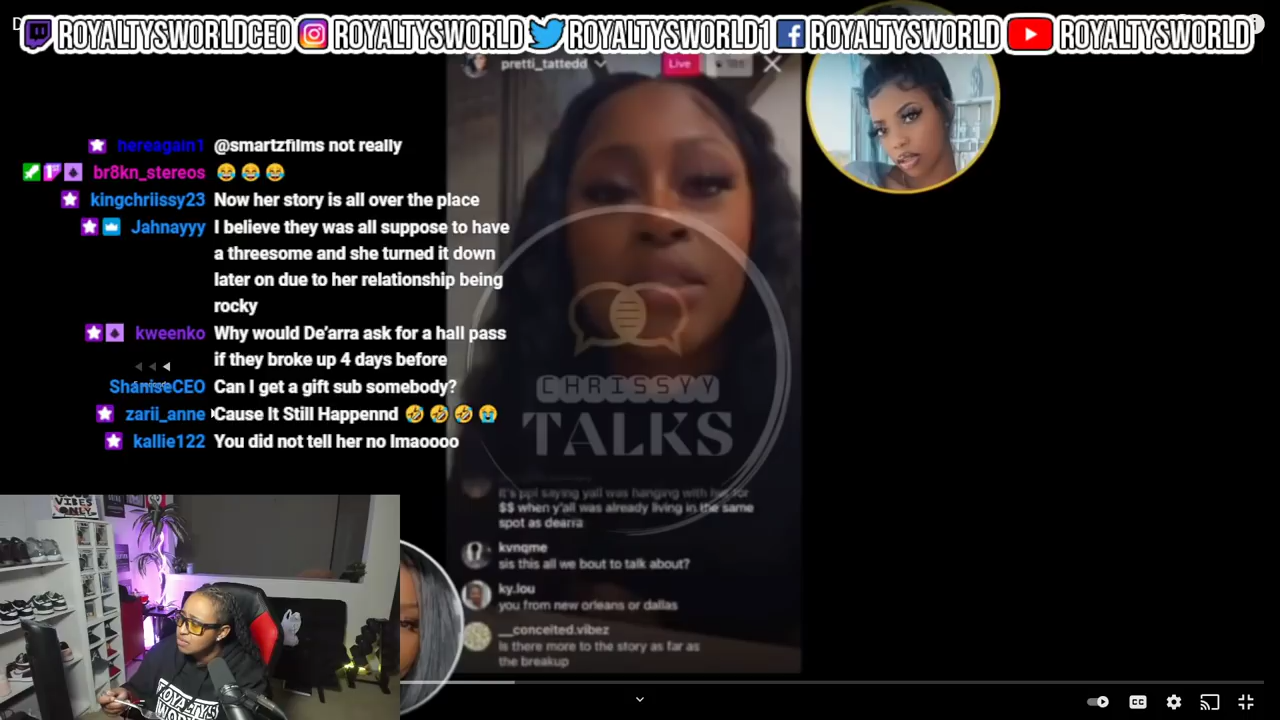 ROYALTYSWORLDCEO ROYALTYSWORLD ROYALTYSWORLD1 ROYALTYSWORLD ROYALTYSWORLD
pretti_tattedd Live
hereagain1 @smartzfilms not really
br8kn_stereos 😂 😂 😂
kingchriissy23 Now her story is all over the place
Jahnayyy I believe they was all suppose to have
a threesome and she turned it down
later on due to her relationship being
rocky
kweenko Why would De'arra ask for a hall pass
if they broke up 4 days before
ShaniseCEO Can I get a gift sub somebody?
zarii_anne Cause It Still Happennd 🤣 🤣 🤣 😭
kallie122 You did not tell her no lmaoooo
CHRISSYY
TALKS
it's ppl saying yall was hanging with her for
$$ when y'all was already living in the same
spot as dearra
kvnqme
sis this all we bout to talk about?
ky.lou
you from new orleans or dallas
__conceited.vibez
Is there more to the story as far as
the breakup
GOOD
VIBES
ONLY
ROYALTYS
WORLD
CC